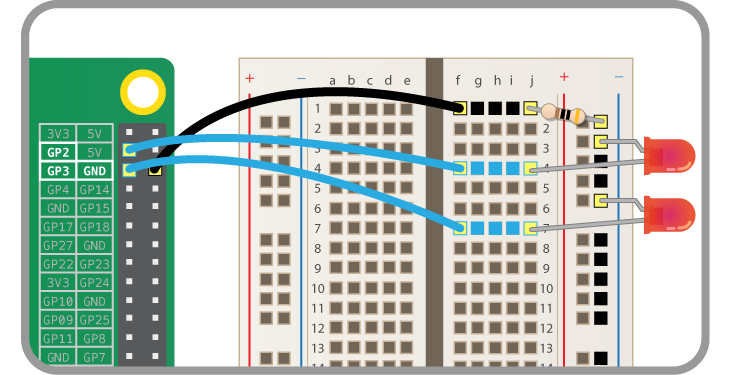 3V3 5V
GP2 5V
GP3 GND
GP4 GP14
GND GP15
GP17 GP18
GP27 GND
GP22 GP23
3V3 GP24
GP10 GND
GP09 GP25
GP11 GP8
GND GP7
+ − a b c d e f g h i j + −
1
2 2
3 3
4 4
5 5
6 6
7 7
8 8
9 9
10 10
11 11
12 12
13 13
14 14